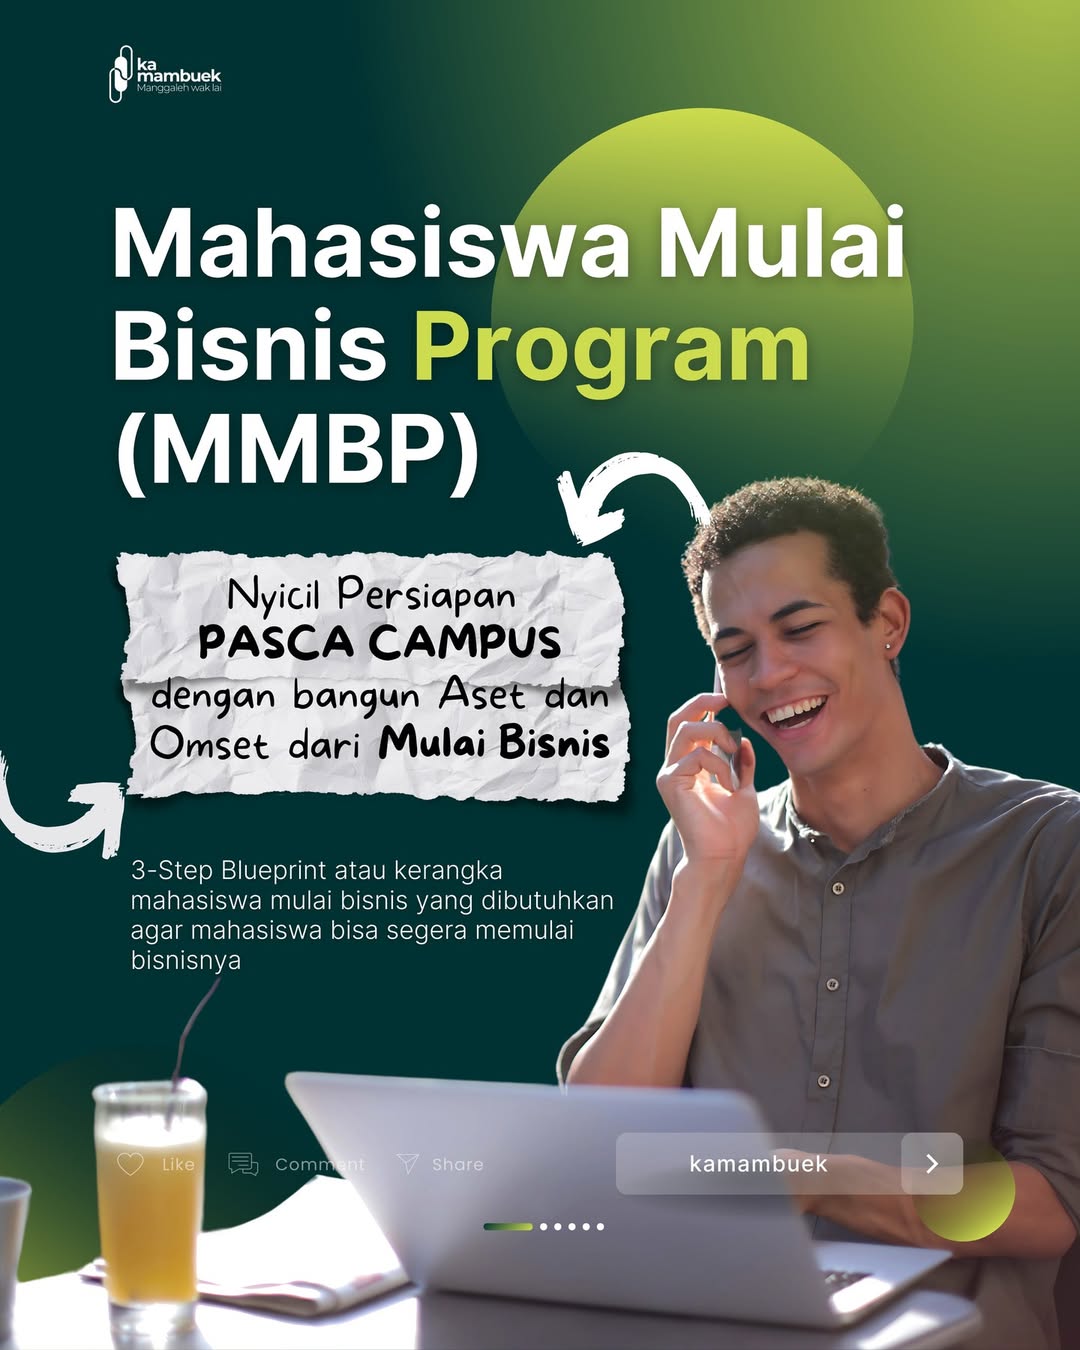 ka
mambuek
Manggaleh wak lai
Mahasiswa Mulai
Bisnis Program
(MMBP)
Nyicil Persiapan
PASCA CAMPUS
dengan bangun Aset dan
Omset dari Mulai Bisnis
3-Step Blueprint atau kerangka
mahasiswa mulai bisnis yang dibutuhkan
agar mahasiswa bisa segera memulai
bisnisnya
Like Comment Share
kamambuek